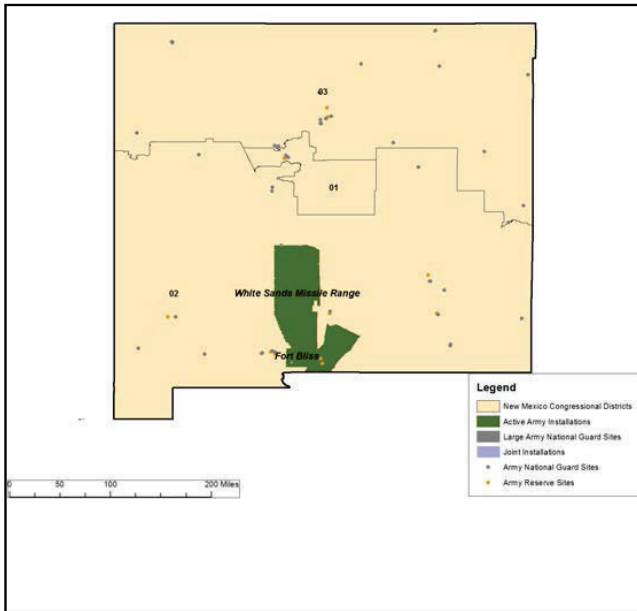 03
01
White Sands Missile Range
02
Fort Bliss
Legend
New Mexico Congressional Districts
Active Army Installations
Large Army National Guard Sites
Joint Installations
Army National Guard Sites
Army Reserve Sites
0 50 100 200 Miles